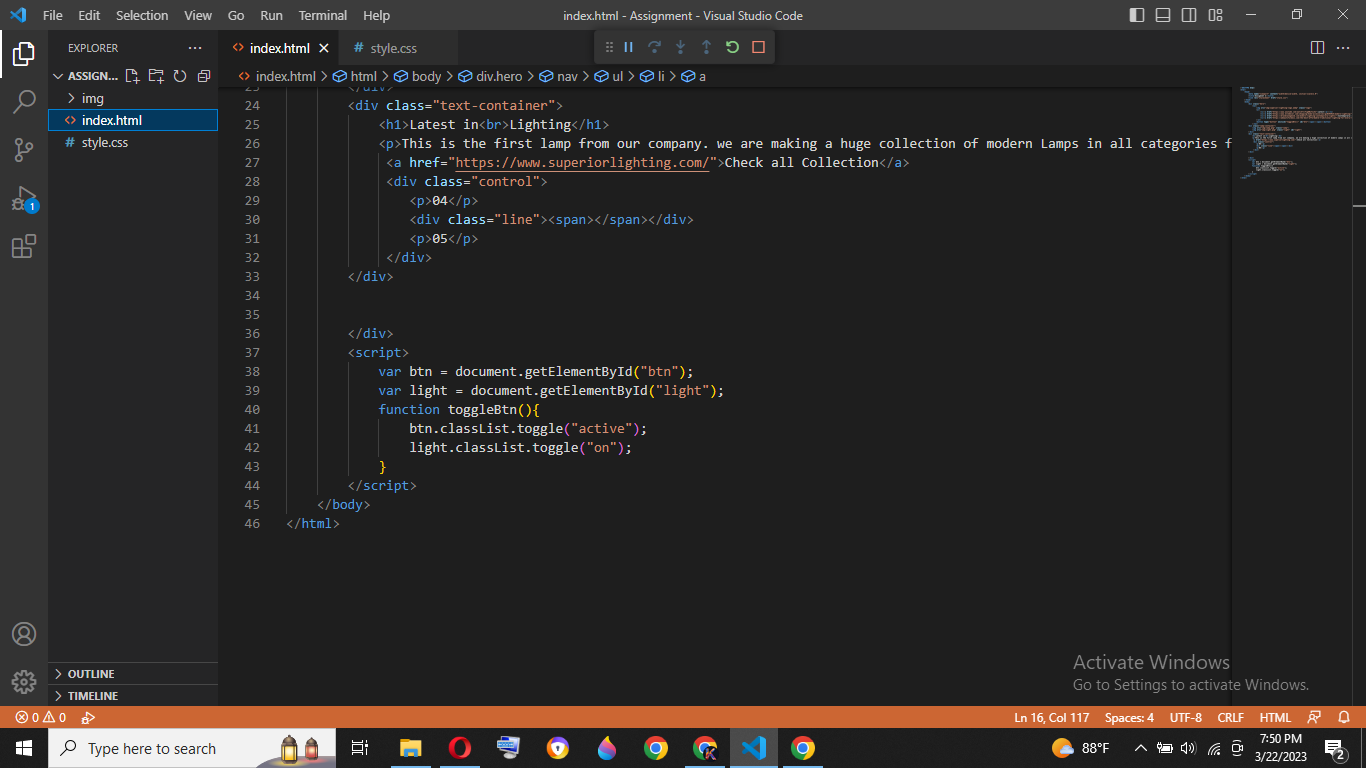 File Edit Selection View Go Run Terminal Help index.html - Assignment - Visual Studio Code
EXPLORER
index.html
# style.css
ASSIGN...
index.html > html > body > div.hero > nav > ul > li > a
img
index.html
# style.css
1
23 </div>
24 <div class="text-container">
25 <h1>Latest in<br>Lighting</h1>
26 <p>This is the first lamp from our company. we are making a huge collection of modern Lamps in all categories f
27 <a href="https://www.superiorlighting.com/">Check all Collection</a>
28 <div class="control">
29 <p>04</p>
30 <div class="line"><span></span></div>
31 <p>05</p>
32 </div>
33 </div>
34
35
36 </div>
37 <script>
38 var btn = document.getElementById("btn");
39 var light = document.getElementById("light");
40 function toggleBtn(){
41 btn.classList.toggle("active");
42 light.classList.toggle("on");
43 }
44 </script>
45 </body>
46 </html>
OUTLINE
TIMELINE
Activate Windows
Go to Settings to activate Windows.
0 0 Ln 16, Col 117 Spaces: 4 UTF-8 CRLF HTML
Type here to search
88°F
7:50 PM
3/22/2023
2